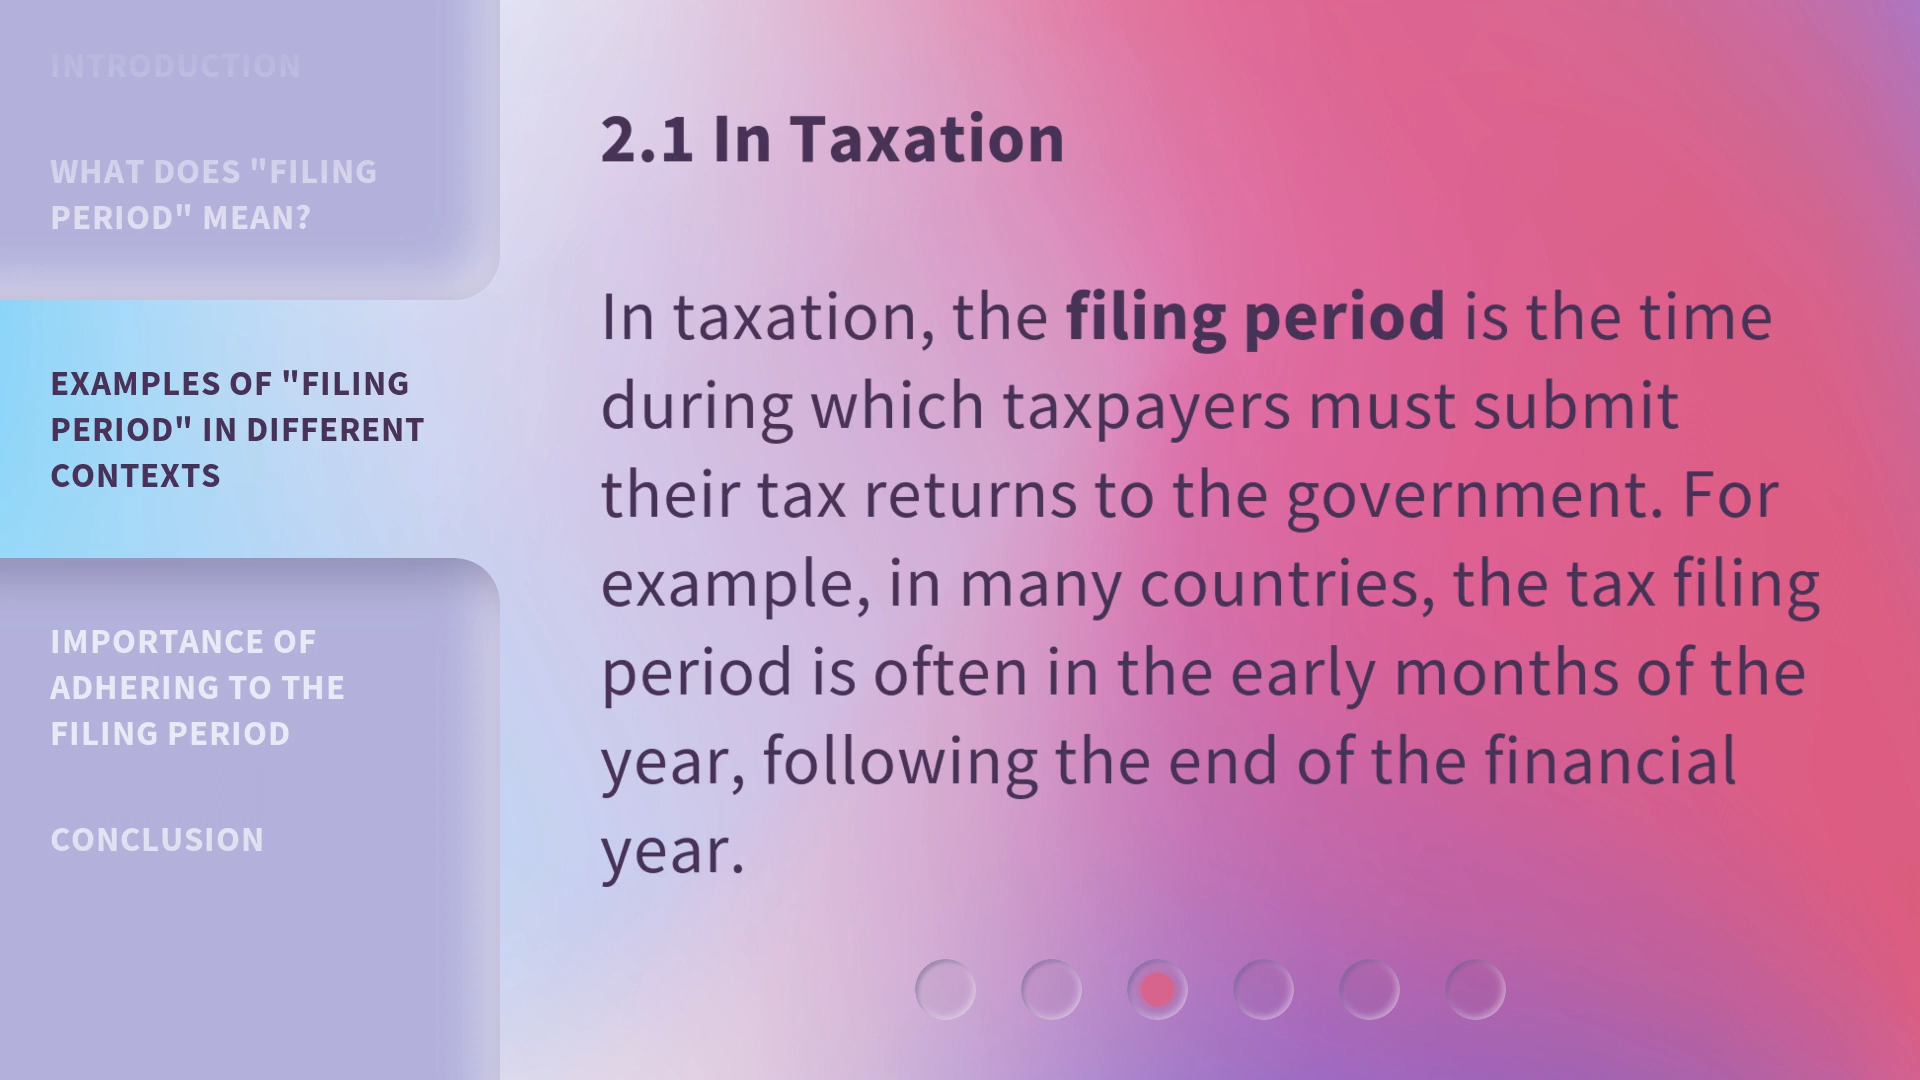 INTRODUCTION
WHAT DOES "FILING
PERIOD" MEAN?
EXAMPLES OF "FILING
PERIOD" IN DIFFERENT
CONTEXTS
IMPORTANCE OF
ADHERING TO THE
FILING PERIOD
CONCLUSION
2.1 In Taxation
In taxation, the filing period is the time
during which taxpayers must submit
their tax returns to the government. For
example, in many countries, the tax filing
period is often in the early months of the
year, following the end of the financial
year.